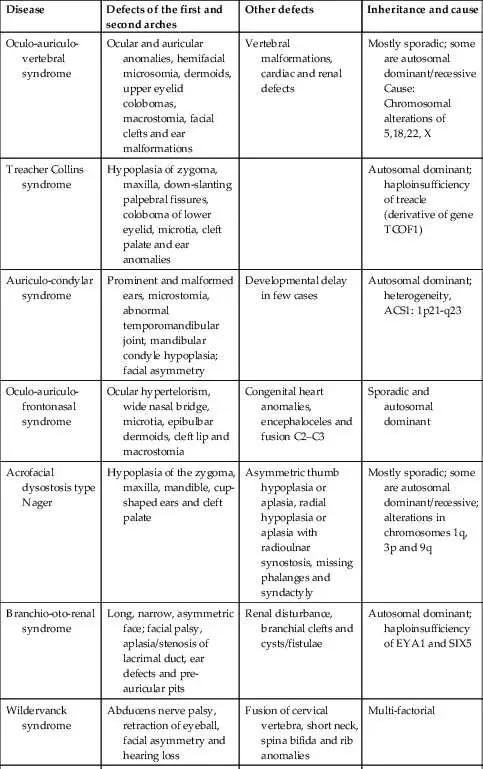 Disease
Defects of the first and
second arches
Other defects
Inheritance and cause
Oculo-auriculo-
vertebral
syndrome
Ocular and auricular
anomalies, hemifacial
microsomia, dermoids,
upper eyelid
colobomas,
macrostomia, facial
clefts and ear
malformations
Vertebral
malformations,
cardiac and renal
defects
Mostly sporadic; some
are autosomal
dominant/recessive
Cause:
Chromosomal
alterations of
5,18,22, X
Treacher Collins
syndrome
Hypoplasia of zygoma,
maxilla, down-slanting
palpebral fissures,
coloboma of lower
eyelid, microtia, cleft
palate and ear
anomalies
Autosomal dominant;
haploinsufficiency
of treacle
(derivative of gene
TCOF1)
Auriculo-condylar
syndrome
Prominent and malformed
ears, microstomia,
abnormal
temporomandibular
joint, mandibular
condyle hypoplasia;
facial asymmetry
Developmental delay
in few cases
Autosomal dominant;
heterogeneity,
ACS1: 1p21-q23
Oculo-auriculo-
frontonasal
syndrome
Ocular hypertelorism,
wide nasal bridge,
microtia, epibulbar
dermoids, cleft lip and
macrostomia
Congenital heart
anomalies,
encephaloceles and
fusion C2–C3
Sporadic and
autosomal
dominant
Acrofacial
dysostosis type
Nager
Hypoplasia of the zygoma,
maxilla, mandible, cup-
shaped ears and cleft
palate
Asymmetric thumb
hypoplasia or
aplasia, radial
hypoplasia or
aplasia with
radioulnar
synostosis, missing
phalanges and
syndactyly
Mostly sporadic; some
are autosomal
dominant/recessive;
alterations in
chromosomes 1q,
3p and 9q
Branchio-oto-renal
syndrome
Long, narrow, asymmetric
face; facial palsy,
aplasia/stenosis of
lacrimal duct, ear
defects and pre-
auricular pits
Renal disturbance,
branchial clefts and
cysts/fistulae
Autosomal dominant;
haploinsufficiency
of EYA1 and SIX5
Wildervanck
syndrome
Abducens nerve palsy,
retraction of eyeball,
facial asymmetry and
hearing loss
Fusion of cervical
vertebra, short neck,
spina bifida and rib
anomalies
Multi-factorial